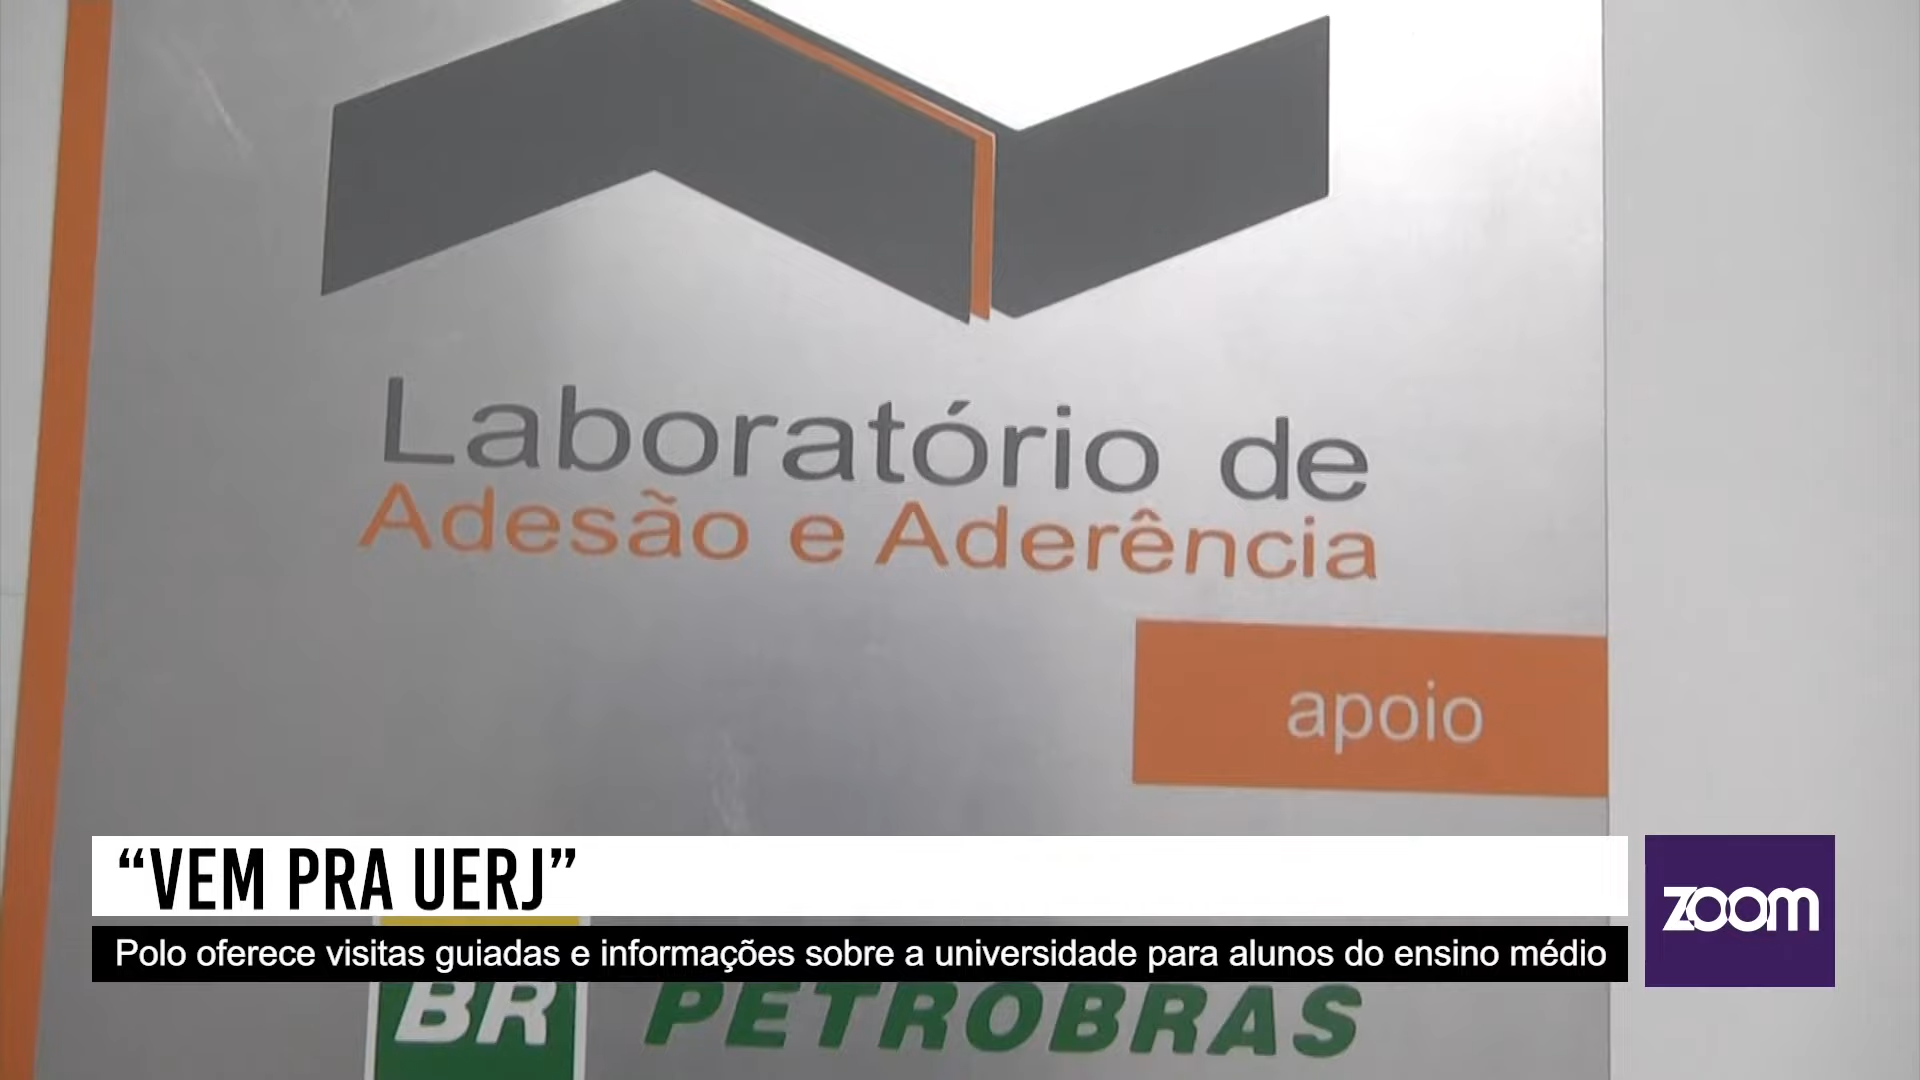 Laboratório de
Adesão e Aderência
apoio
“VEM PRA UERJ”
Polo oferece visitas guiadas e informações sobre a universidade para alunos do ensino médio
zoom
BR PETROBRAS